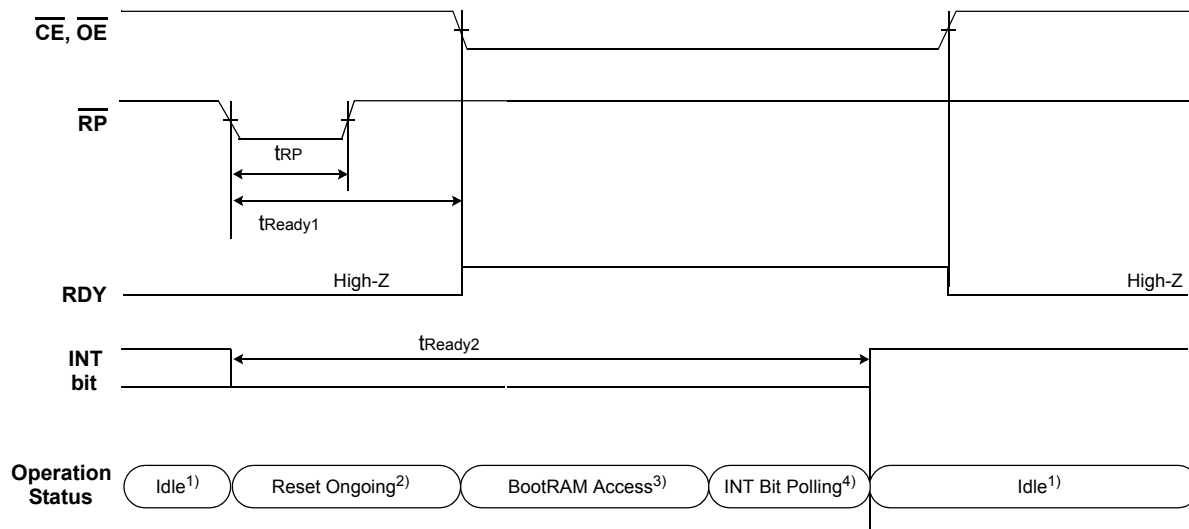 CE, OE
RP
tRP
tReady1
High-Z
High-Z
RDY
tReady2
INT
bit
Operation
Status
Idle1)
Reset Ongoing2)
BootRAM Access3)
INT Bit Polling4)
Idle1)